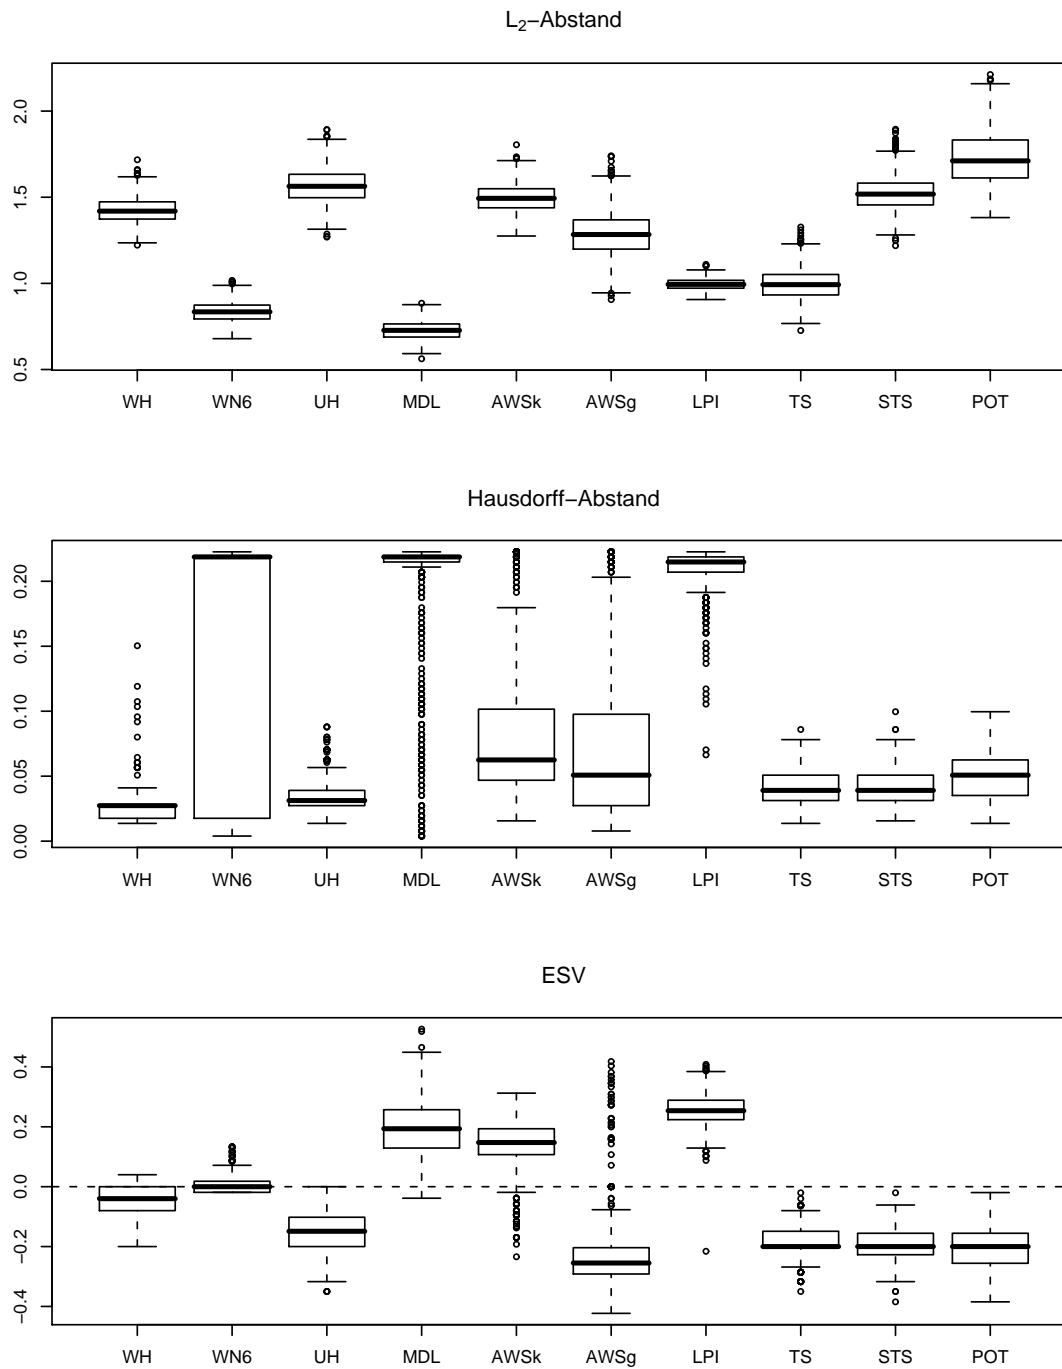 L₂−Abstand
2.0
1.5
1.0
0.5
WH WN6 UH MDL AWSk AWSg LPI TS STS POT
Hausdorff−Abstand
0.20
0.15
0.10
0.05
0.00
WH WN6 UH MDL AWSk AWSg LPI TS STS POT
ESV
0.4
0.2
0.0
−0.2
−0.4
WH WN6 UH MDL AWSk AWSg LPI TS STS POT